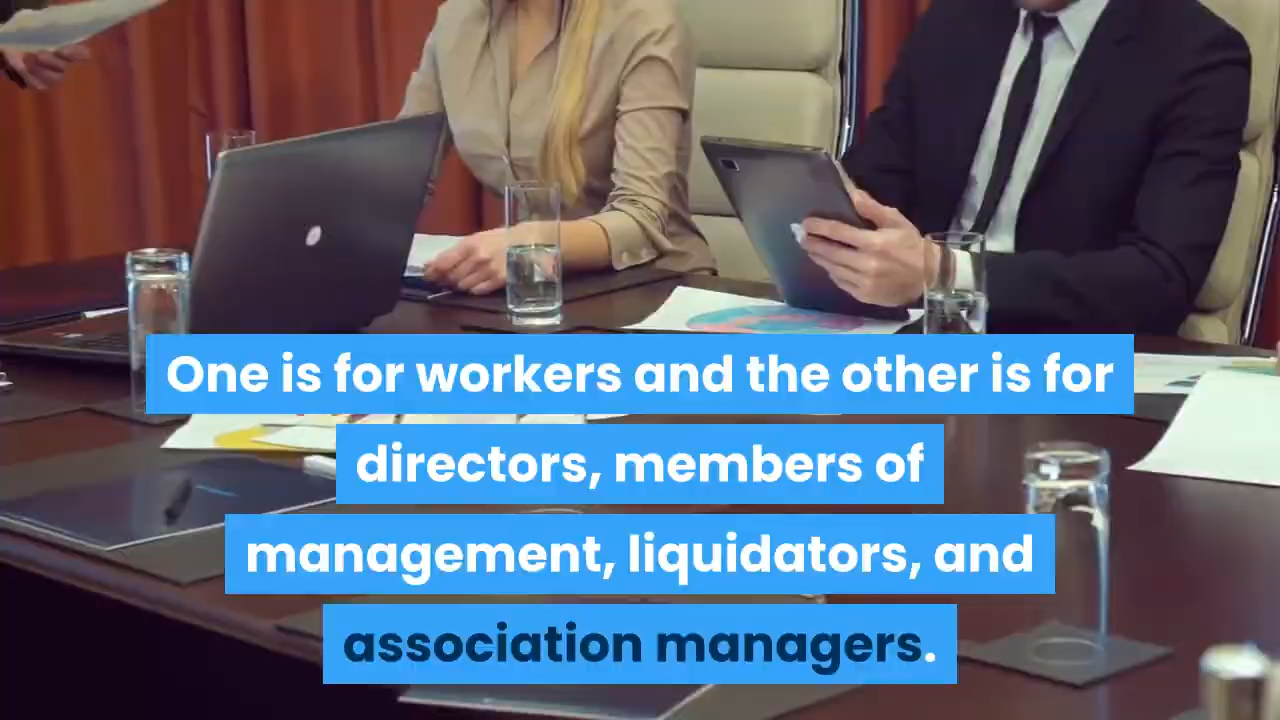 One is for workers and the other is for
directors, members of
management, liquidators, and
association managers.